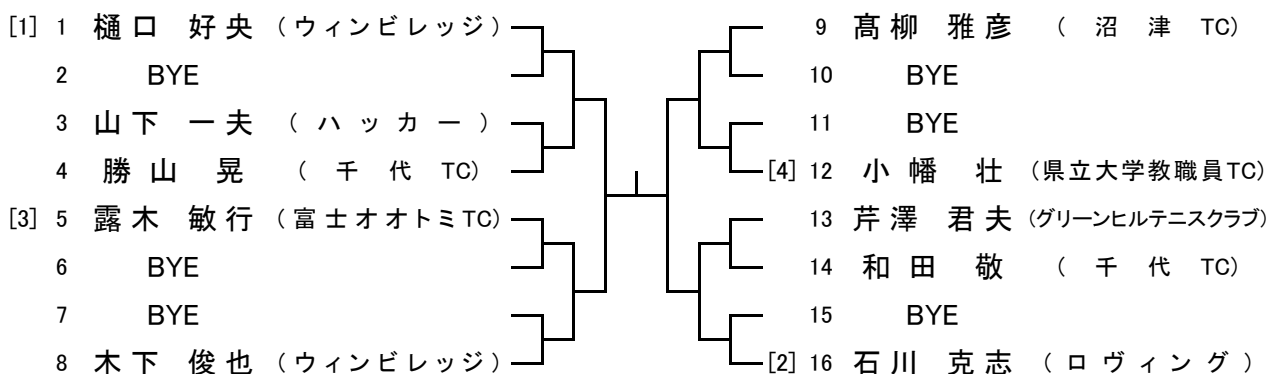 [1] 1 樋口 好央 (ウィンビレッジ)
2 BYE
3 山下 一夫 (ハッカー)
4 勝山 晃 (千代TC)
[3] 5 露木 敏行 (富士オオトミTC)
6 BYE
7 BYE
8 木下 俊也 (ウィンビレッジ)
9 髙柳 雅彦 (沼津TC)
10 BYE
11 BYE
[4] 12 小幡 壮 (県立大学教職員TC)
13 芹澤 君夫 (グリーンヒルテニスクラブ)
14 和田 敬 (千代TC)
15 BYE
[2] 16 石川 克志 (ロヴィング)